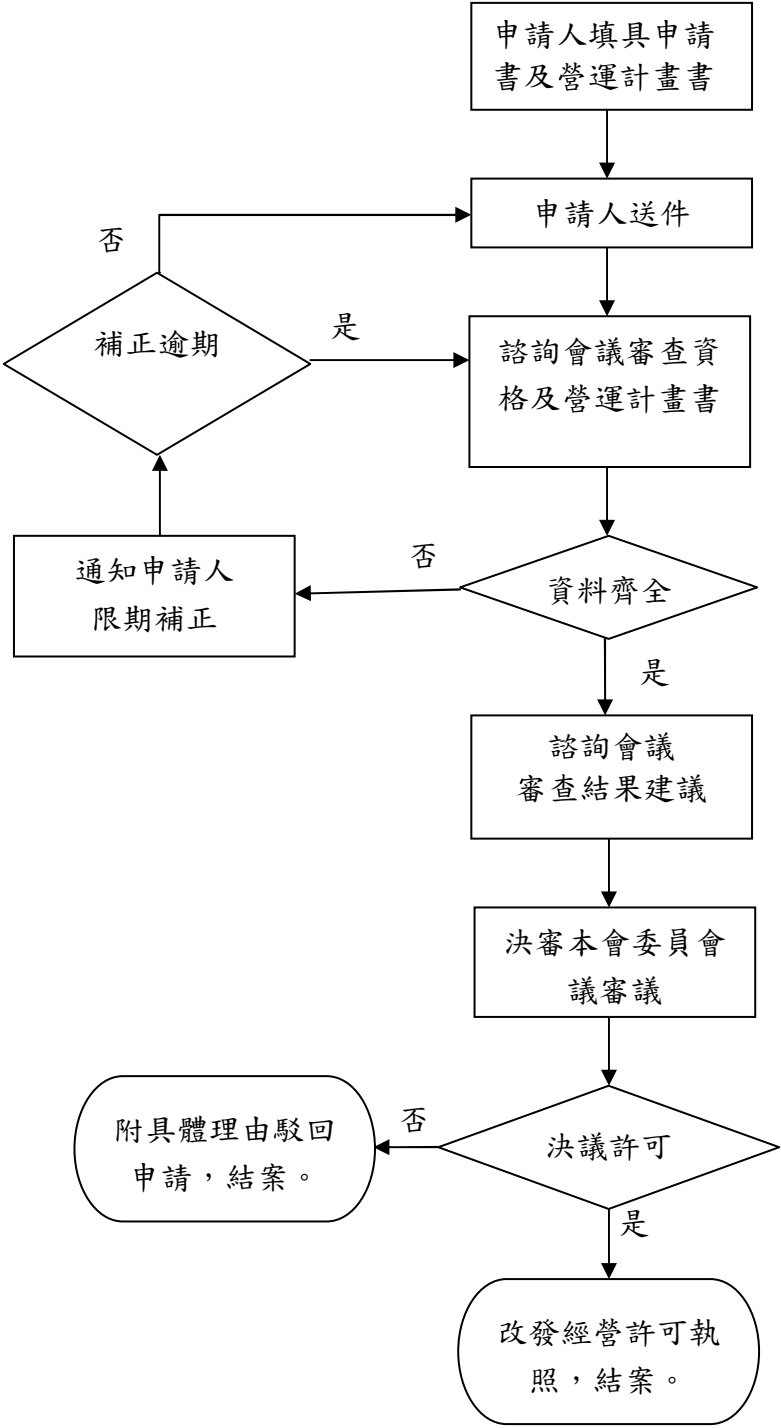 申請人填具申請
書及營運計畫書
申請人送件
否
補正逾期
是
諮詢會議審查資
格及營運計畫書
通知申請人
限期補正
否
資料齊全
是
諮詢會議
審查結果建議
決審本會委員會
議審議
附具體理由駁回
申請，結案。
否
決議許可
是
改發經營許可執
照，結案。